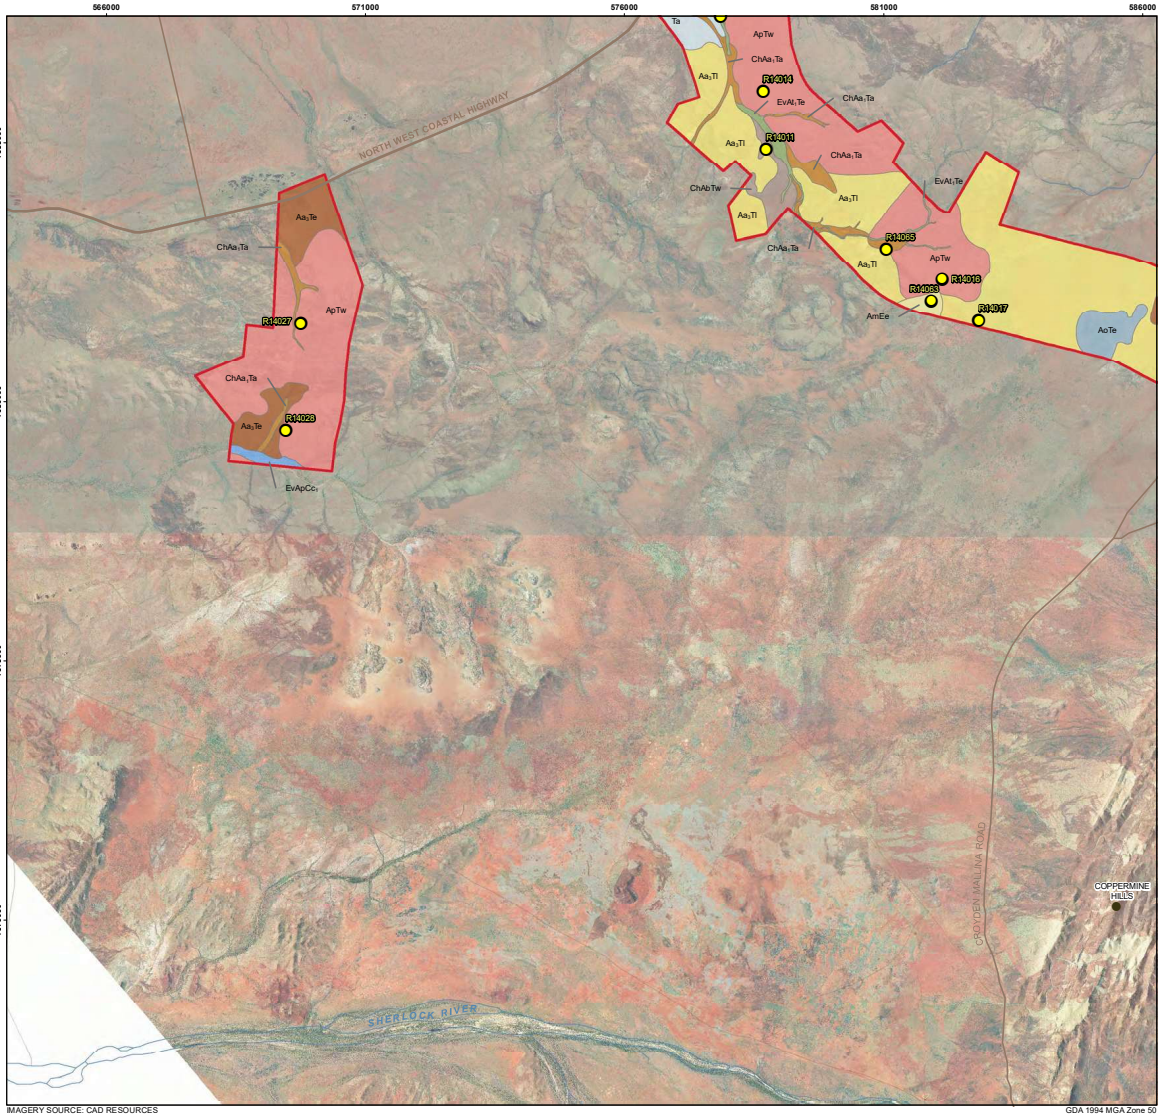 566000
571000
576000
581000
586000
Ta
ApTw
ChAa₁Ta
Aa₃Tl
R14014
EvAt₁Te
ChAa₁Ta
R14011
Aa₃Tl
ChAa₁Ta
ChAbTw
EvAt₁Te
Aa₃Tl
Aa₃Tl
ChAa₁Ta
R14065
ApTw
Aa₃Tl
R14016
R14063
AmEe
R14017
AoTe
NORTH WEST COASTAL HIGHWAY
Aa₃Te
ChAa₁Ta
ApTw
R14027
ChAa₁Ta
R14028
Aa₃Te
EvApCc₁
CROYDEN MALLINA ROAD
COPPERMINE
HILLS
SHERLOCK RIVER
IMAGERY SOURCE: CAD RESOURCES
GDA 1994 MGA Zone 50